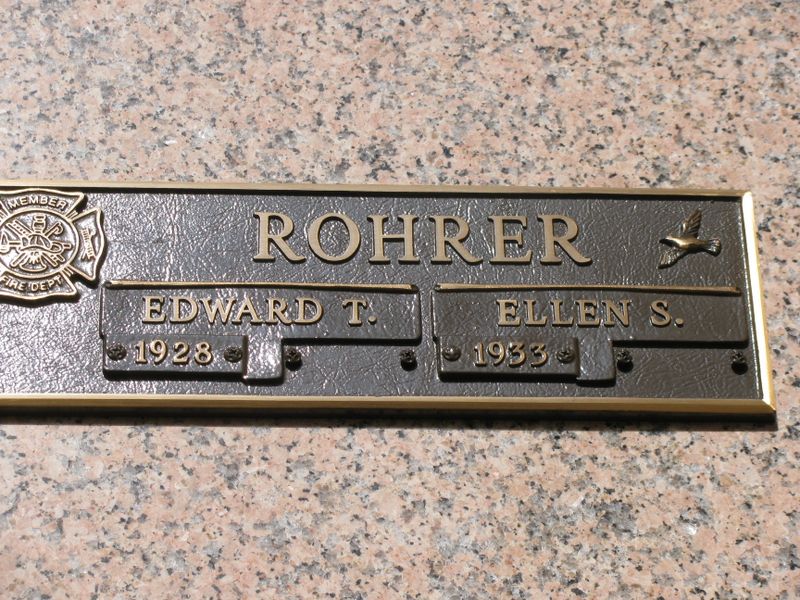 MEMBER
FIRE DEPT
ROHRER
EDWARD T.
1928
ELLEN S.
1933